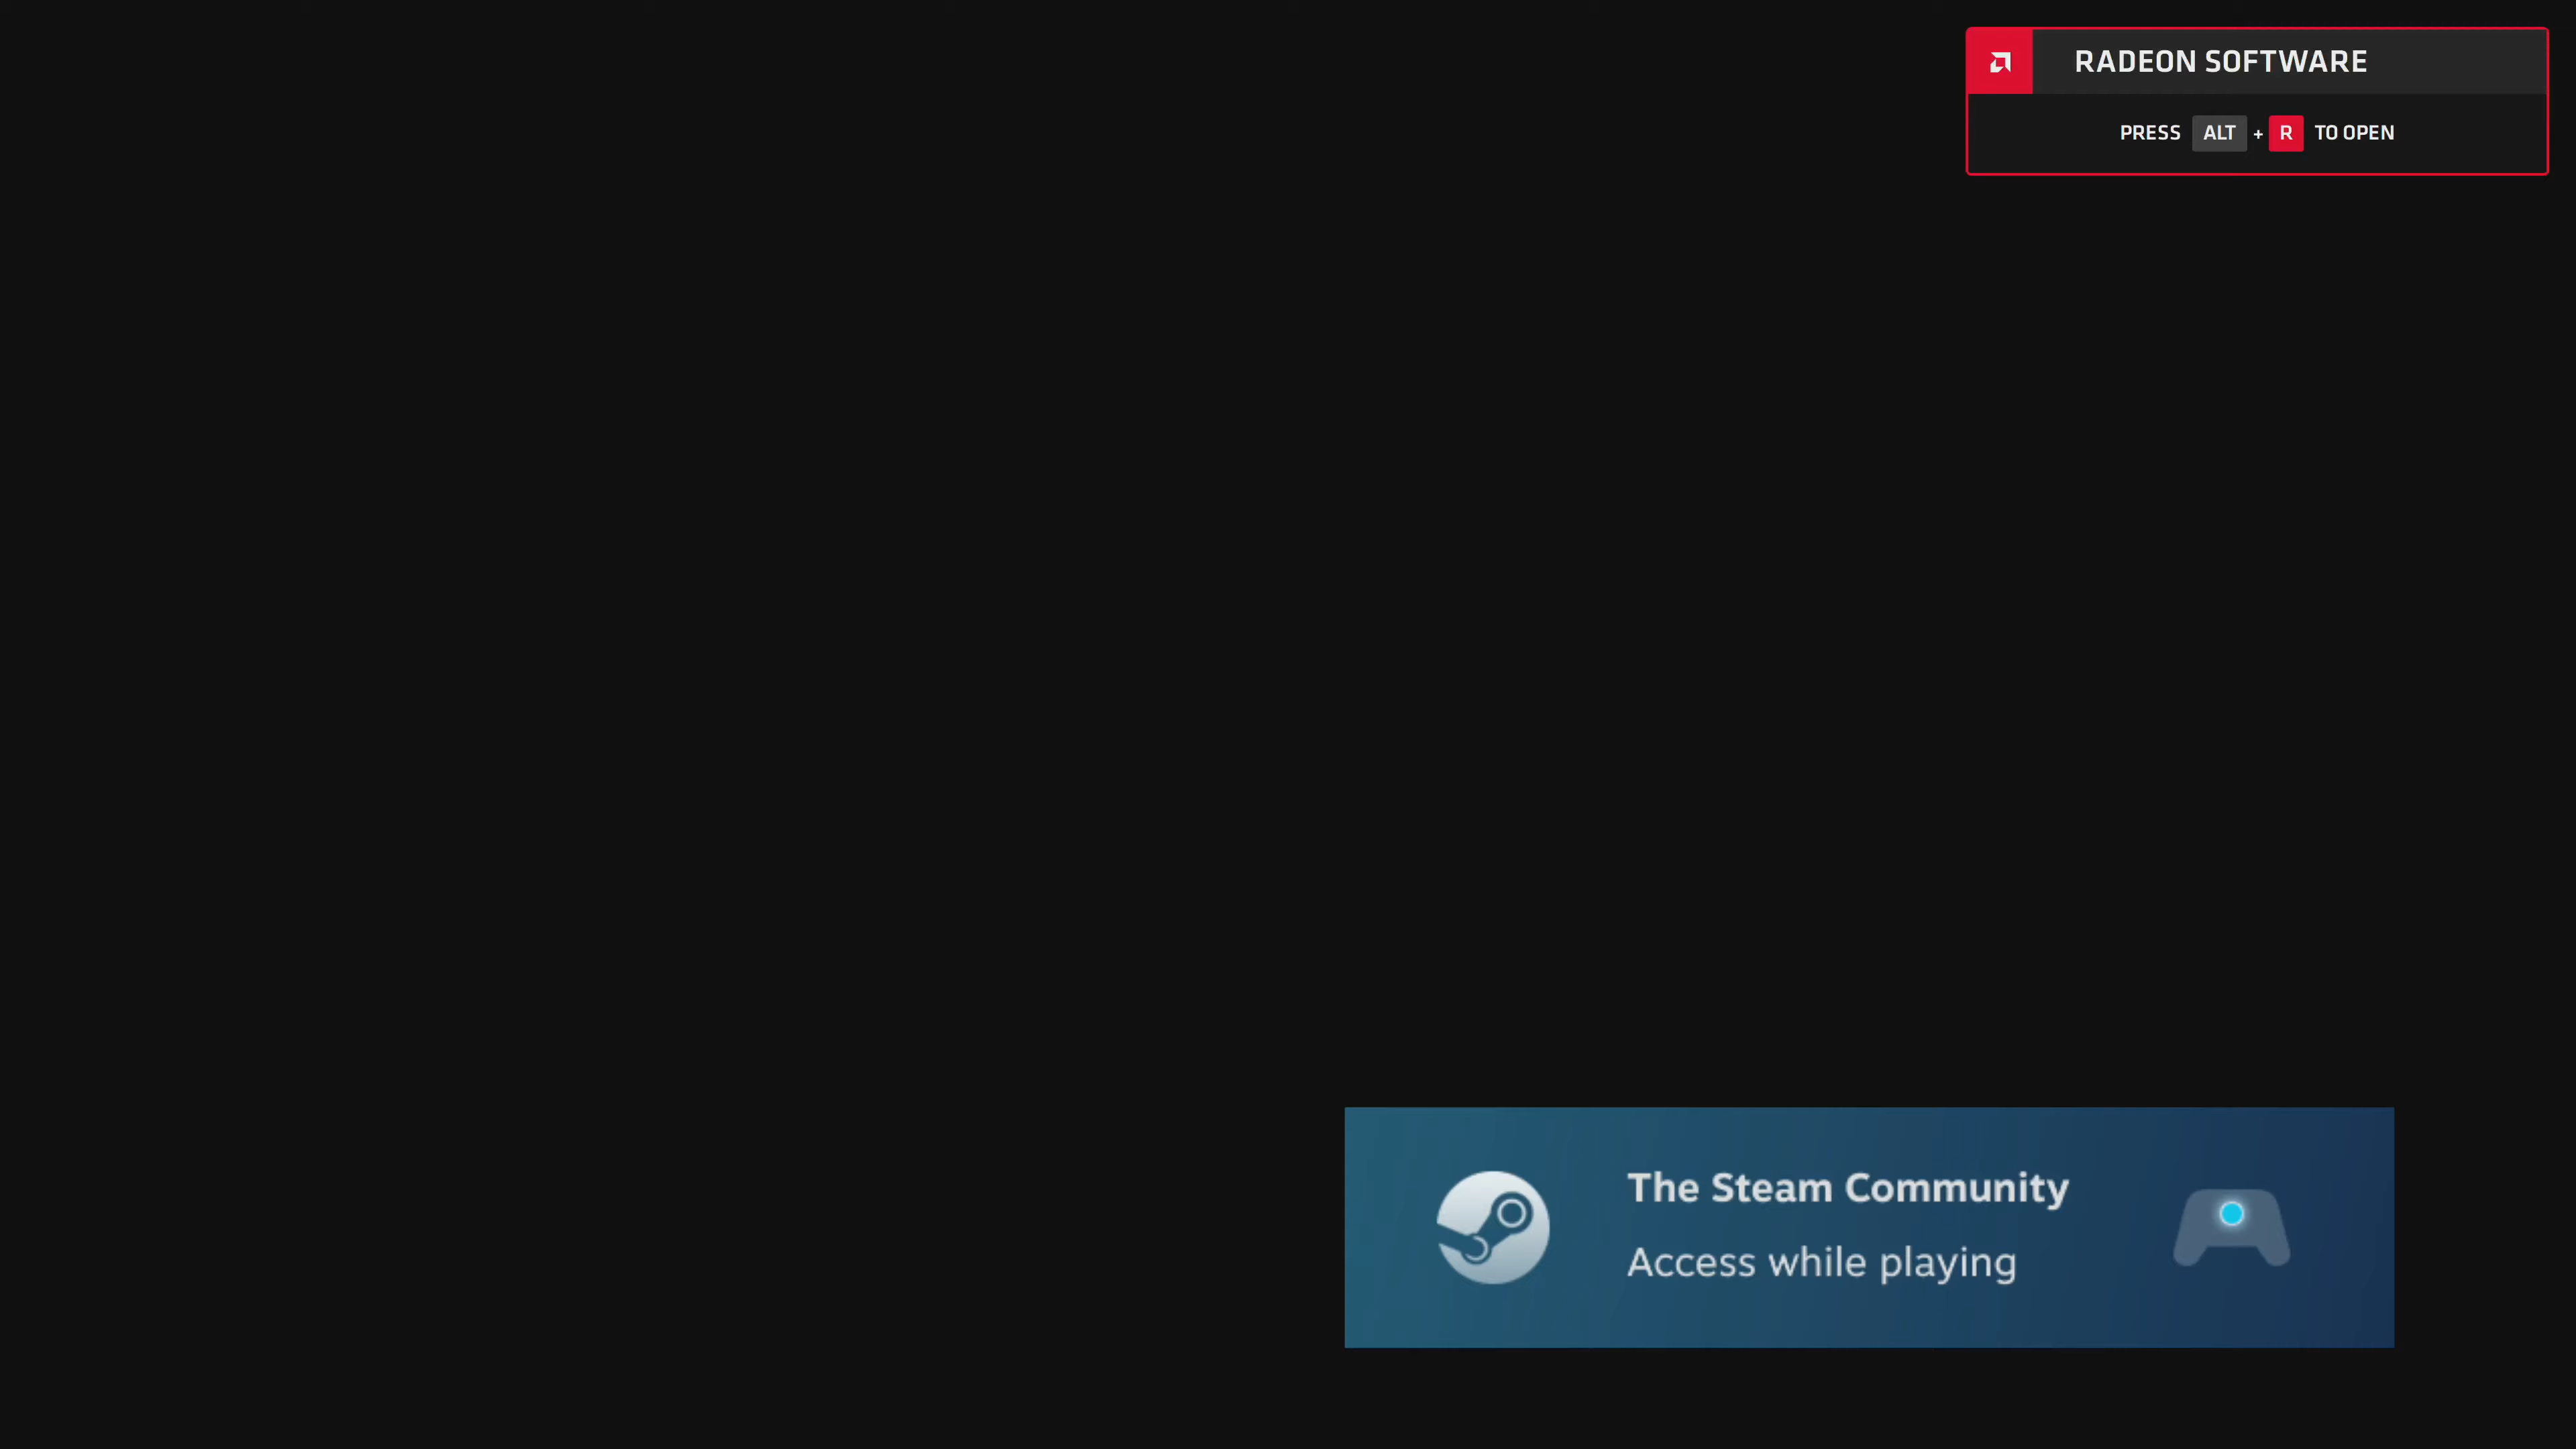 RADEON SOFTWARE
PRESS ALT + R TO OPEN
The Steam Community
Access while playing